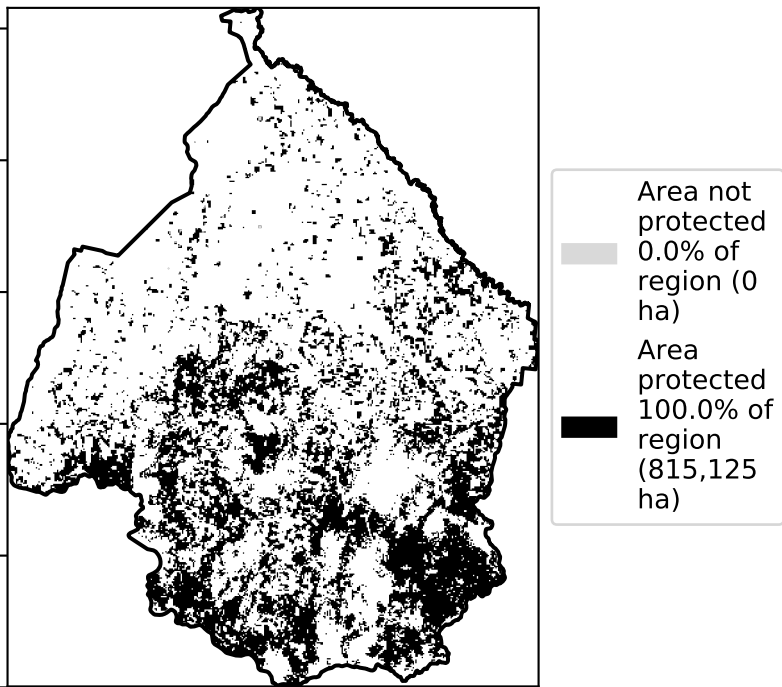 Area not
protected
0.0% of
region (0
ha)
Area
protected
100.0% of
region
(815,125
ha)